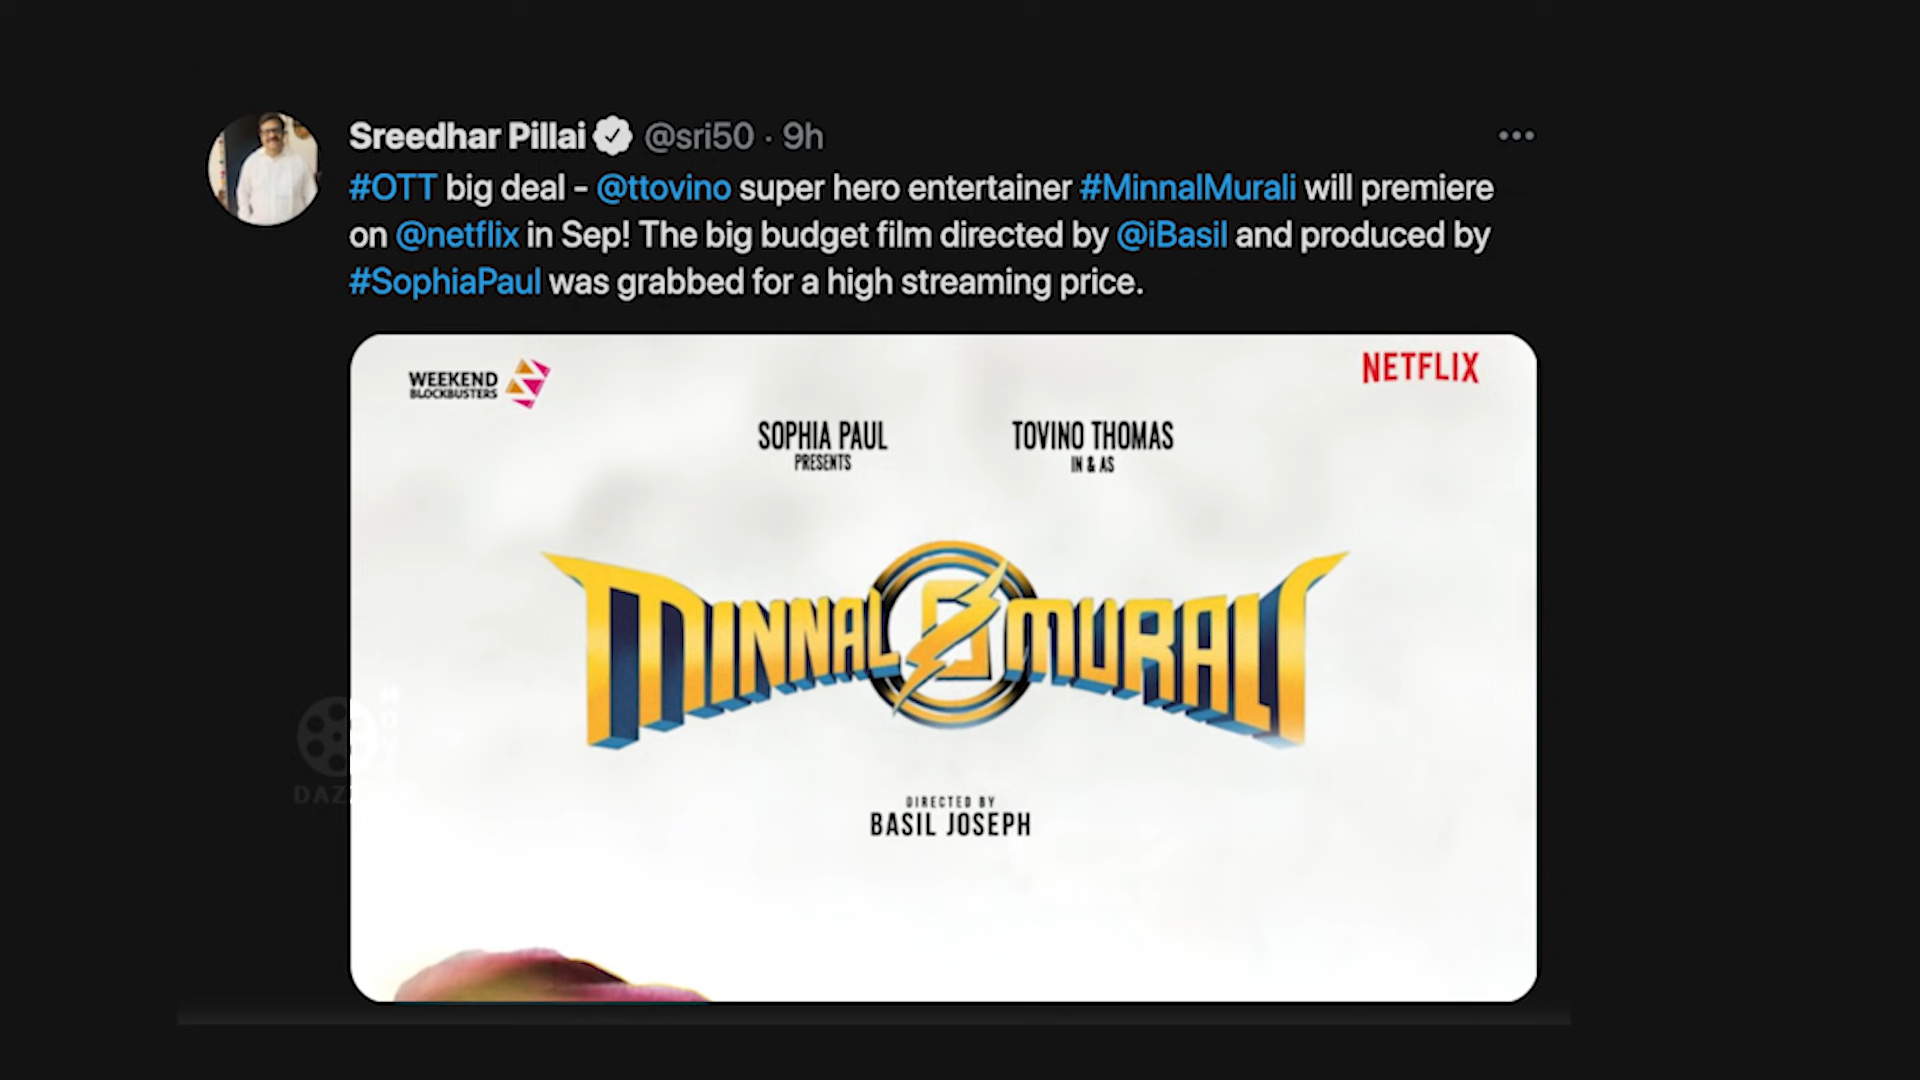 Sreedhar Pillai @sri50 · 9h
#OTT big deal - @ttovino super hero entertainer #MinnalMurali will premiere
on @netflix in Sep! The big budget film directed by @iBasil and produced by
#SophiaPaul was grabbed for a high streaming price.
WEEKEND
BLOCKBUSTERS
NETFLIX
SOPHIA PAUL
PRESENTS
TOVINO THOMAS
IN & AS
MINNAL MURALI
DIRECTED BY
BASIL JOSEPH